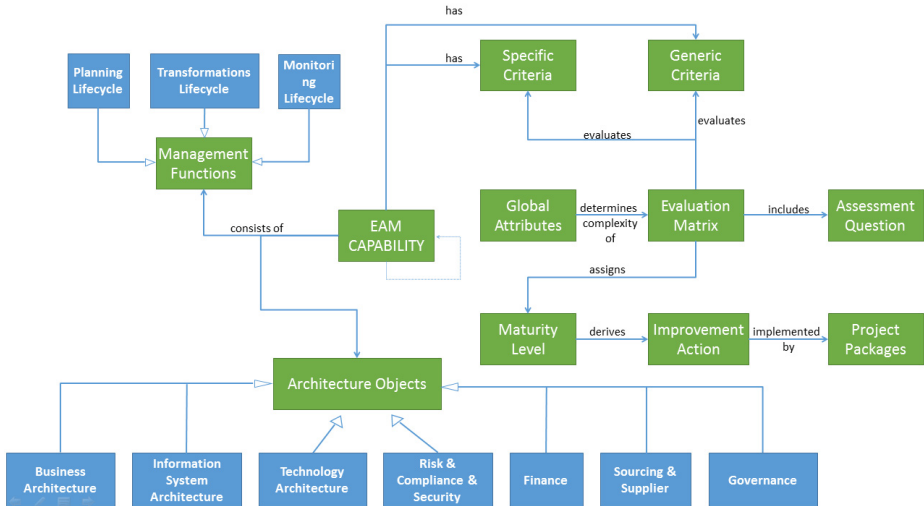 has
Planning
Lifecycle
Transformations
Lifecycle
Monitori
ng
Lifecycle
has
Specific
Criteria
Generic
Criteria
evaluates
evaluates
Management
Functions
consists of
EAM
CAPABILITY
Global
Attributes
determines
complexity
of
Evaluation
Matrix
includes
Assessment
Question
assigns
Maturity
Level
derives
Improvement
Action
implemented
by
Project
Packages
Architecture Objects
Business
Architecture
Information
System
Architecture
Technology
Architecture
Risk &
Compliance &
Security
Finance
Sourcing &
Supplier
Governance